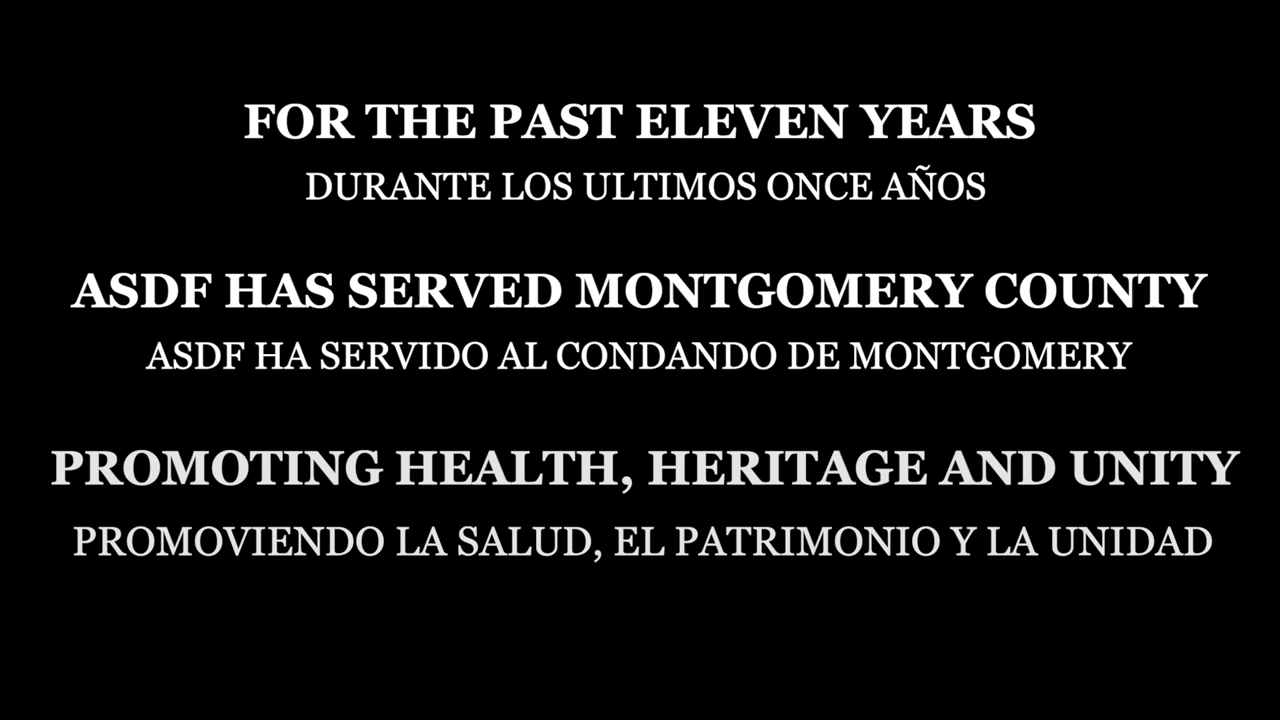 FOR THE PAST ELEVEN YEARS
DURANTE LOS ULTIMOS ONCE AÑOS
ASDF HAS SERVED MONTGOMERY COUNTY
ASDF HA SERVIDO AL CONDANDO DE MONTGOMERY
PROMOTING HEALTH, HERITAGE AND UNITY
PROMOVIENDO LA SALUD, EL PATRIMONIO Y LA UNIDAD